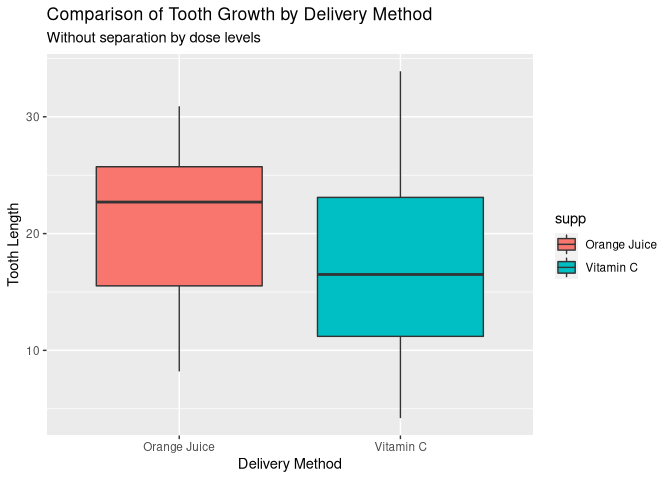 Comparison of Tooth Growth by Delivery Method
Without separation by dose levels
Tooth Length
30
20
10
Orange Juice
Vitamin C
Delivery Method
supp
Orange Juice
Vitamin C